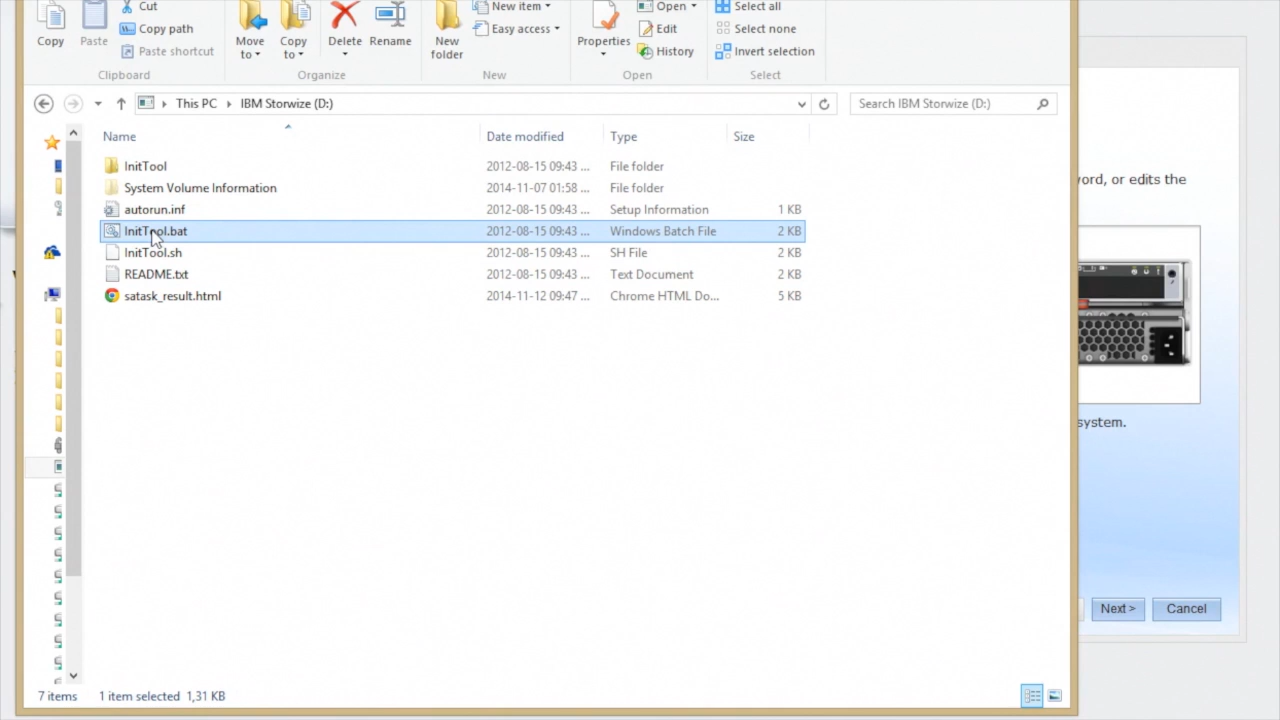 Cut
New item
Open
Select all
Copy path
Easy access
Edit
Select none
Copy
Paste
Paste shortcut
Move to
Copy to
Delete
Rename
New folder
Properties
History
Invert selection
Clipboard
Organize
New
Open
Select
This PC
IBM Storwize (D:)
Search IBM Storwize (D:)
Name Date modified Type Size
InitTool 2012-08-15 09:43 ... File folder
System Volume Information 2014-11-07 01:58 ... File folder
autorun.inf 2012-08-15 09:43 ... Setup Information 1 KB
InitTool.bat 2012-08-15 09:43 ... Windows Batch File 2 KB
InitTool.sh 2012-08-15 09:43 ... SH File 2 KB
README.txt 2012-08-15 09:43 ... Text Document 2 KB
satask_result.html 2014-11-12 09:47 ... Chrome HTML Do... 5 KB
ord, or edits the
system.
Next >
Cancel
7 items 1 item selected 1,31 KB